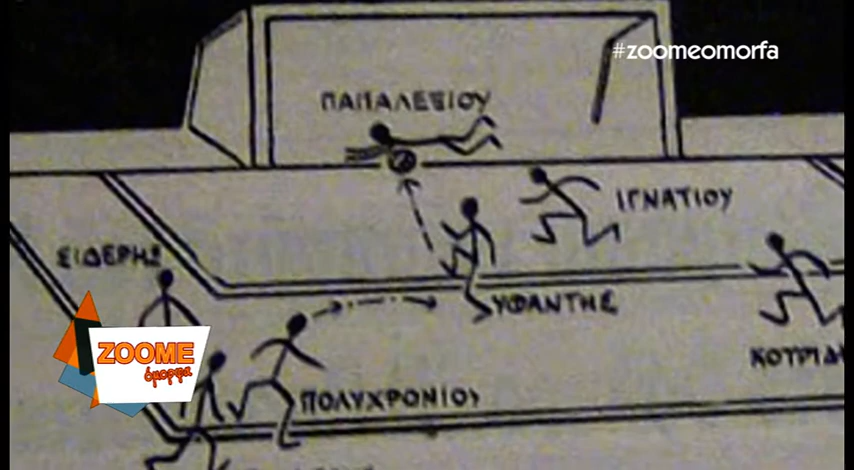 #zoomeomorfa
ΠΑΠΑΛΕΞΙΟΥ
ΙΓΝΑΤΙΟΥ
ΣΙΔΕΡΗΣ
ΥΦΑΝΤΗΣ
ZOOME
όμορφα
ΠΟΛΥΧΡΟΝΙΟΥ